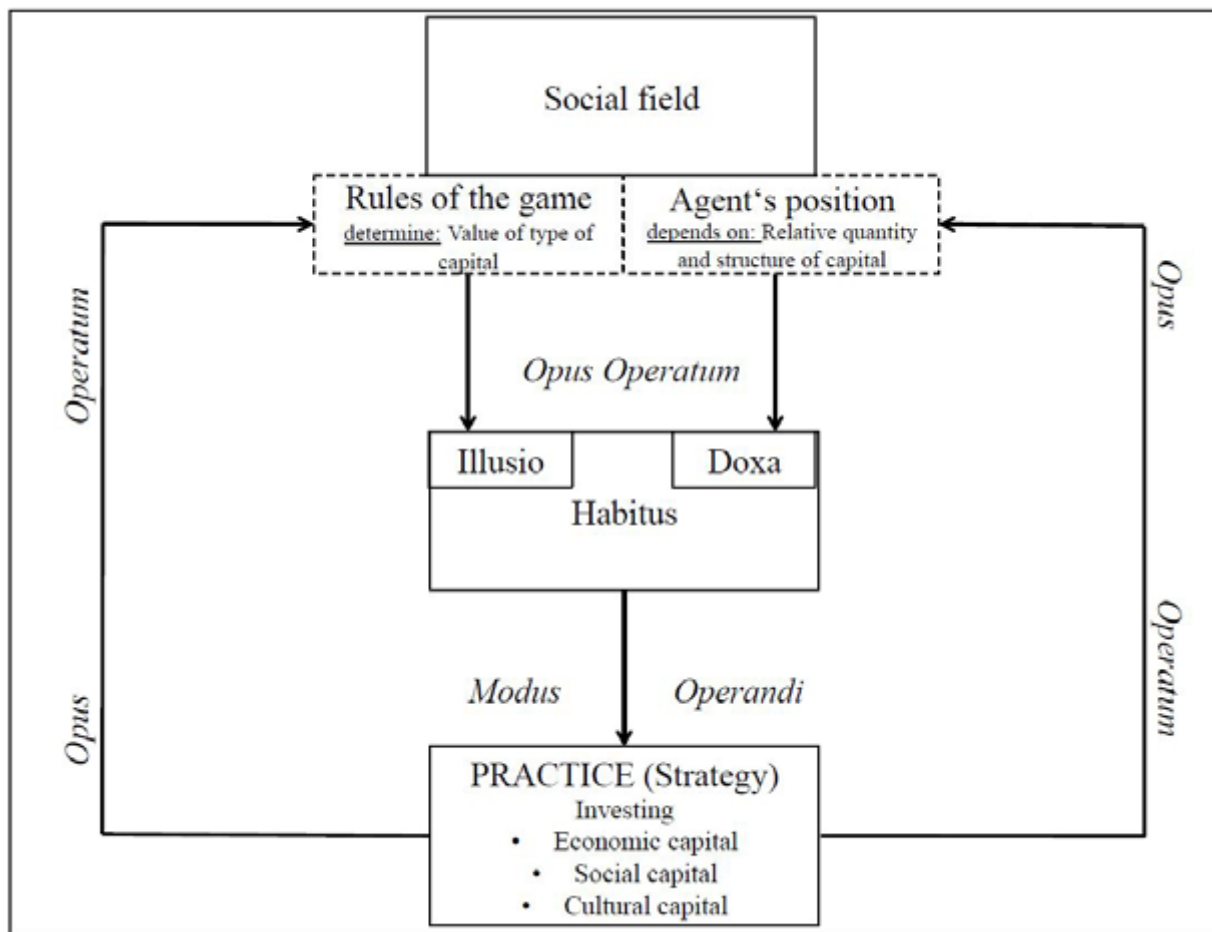 Social field
Rules of the game
determine: Value of type of
capital
Agent‘s position
depends on: Relative quantity
and structure of capital
Operatum
Opus
Opus Operatum
Illusio
Doxa
Habitus
Modus
Operandi
Opus
Operatum
PRACTICE (Strategy)
Investing
• Economic capital
• Social capital
• Cultural capital